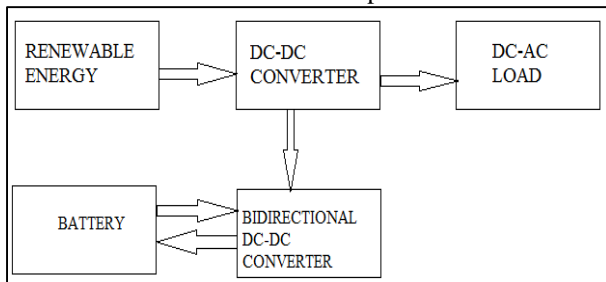 RENEWABLE
ENERGY
DC-DC
CONVERTER
DC-AC
LOAD
BATTERY
BIDIRECTIONAL
DC-DC
CONVERTER